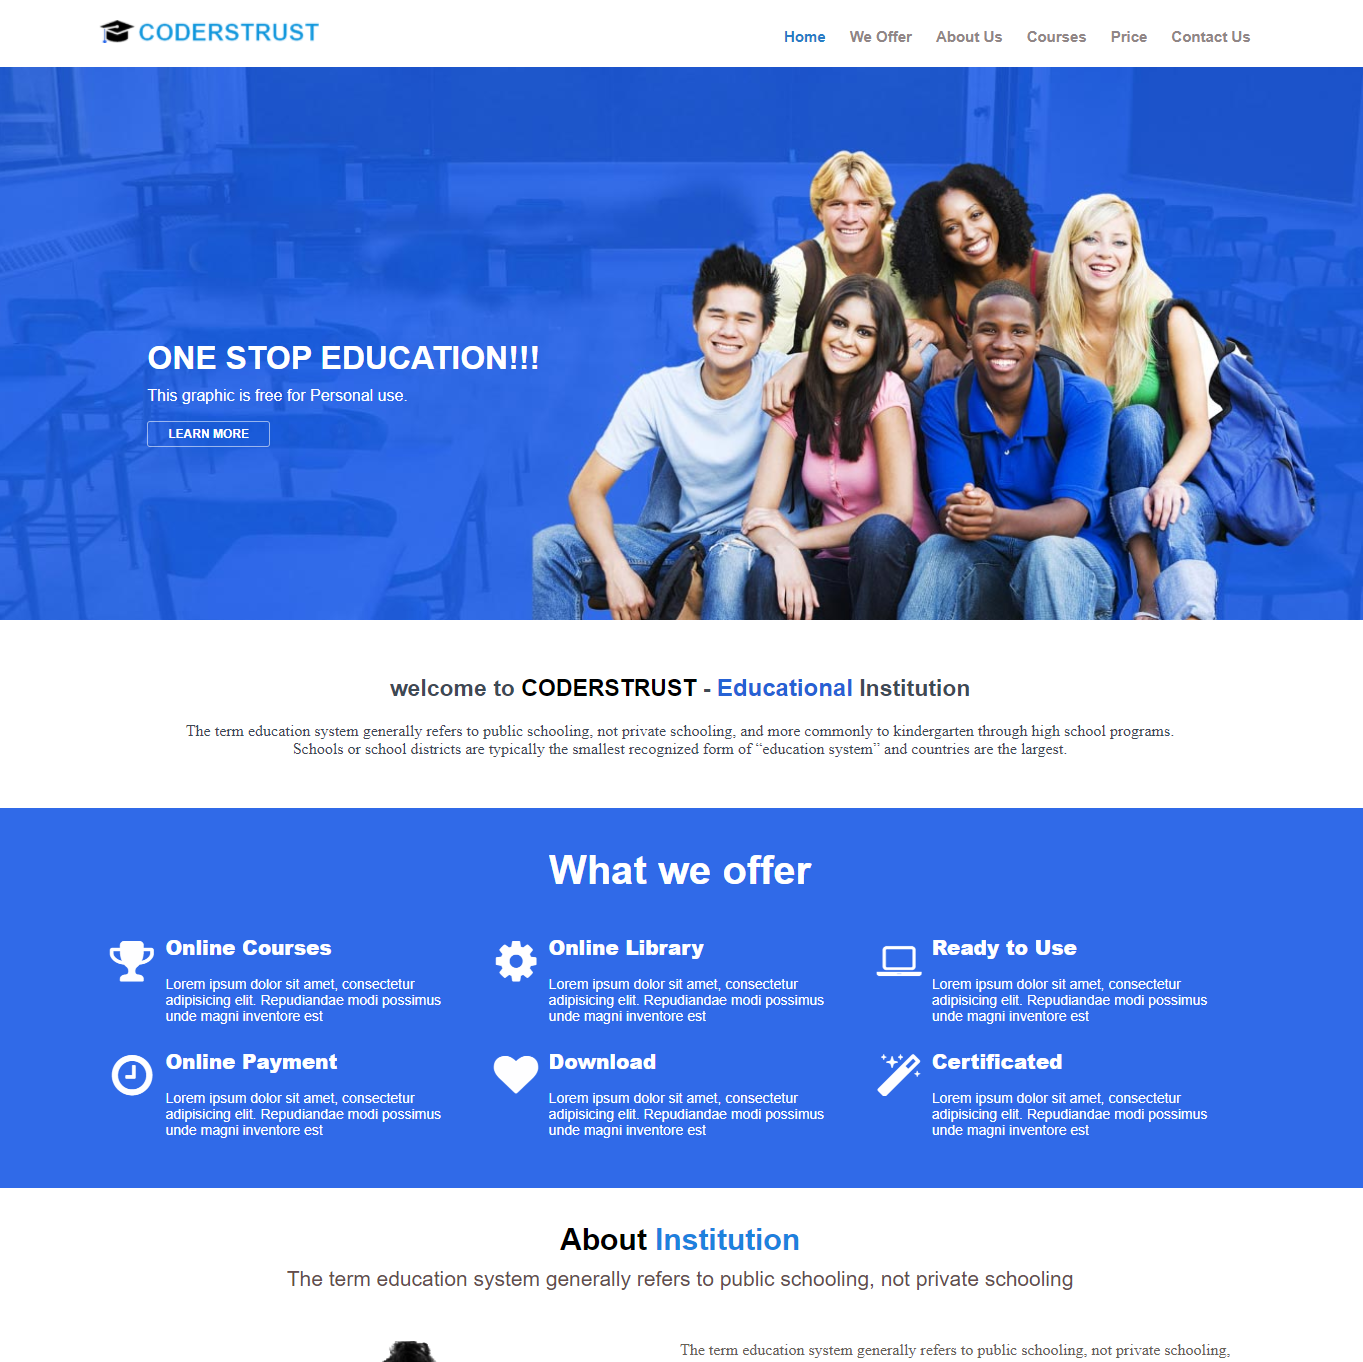 CODERSTRUST
Home We Offer About Us Courses Price Contact Us
ONE STOP EDUCATION!!!
This graphic is free for Personal use.
LEARN MORE
welcome to CODERSTRUST - Educational Institution
The term education system generally refers to public schooling, not private schooling, and more commonly to kindergarten through high school programs.
Schools or school districts are typically the smallest recognized form of “education system” and countries are the largest.
What we offer
Online Courses
Lorem ipsum dolor sit amet, consectetur
adipisicing elit. Repudiandae modi possimus
unde magni inventore est
Online Library
Lorem ipsum dolor sit amet, consectetur
adipisicing elit. Repudiandae modi possimus
unde magni inventore est
Ready to Use
Lorem ipsum dolor sit amet, consectetur
adipisicing elit. Repudiandae modi possimus
unde magni inventore est
Online Payment
Lorem ipsum dolor sit amet, consectetur
adipisicing elit. Repudiandae modi possimus
unde magni inventore est
Download
Lorem ipsum dolor sit amet, consectetur
adipisicing elit. Repudiandae modi possimus
unde magni inventore est
Certificated
Lorem ipsum dolor sit amet, consectetur
adipisicing elit. Repudiandae modi possimus
unde magni inventore est
About Institution
The term education system generally refers to public schooling, not private schooling
The term education system generally refers to public schooling, not private schooling,